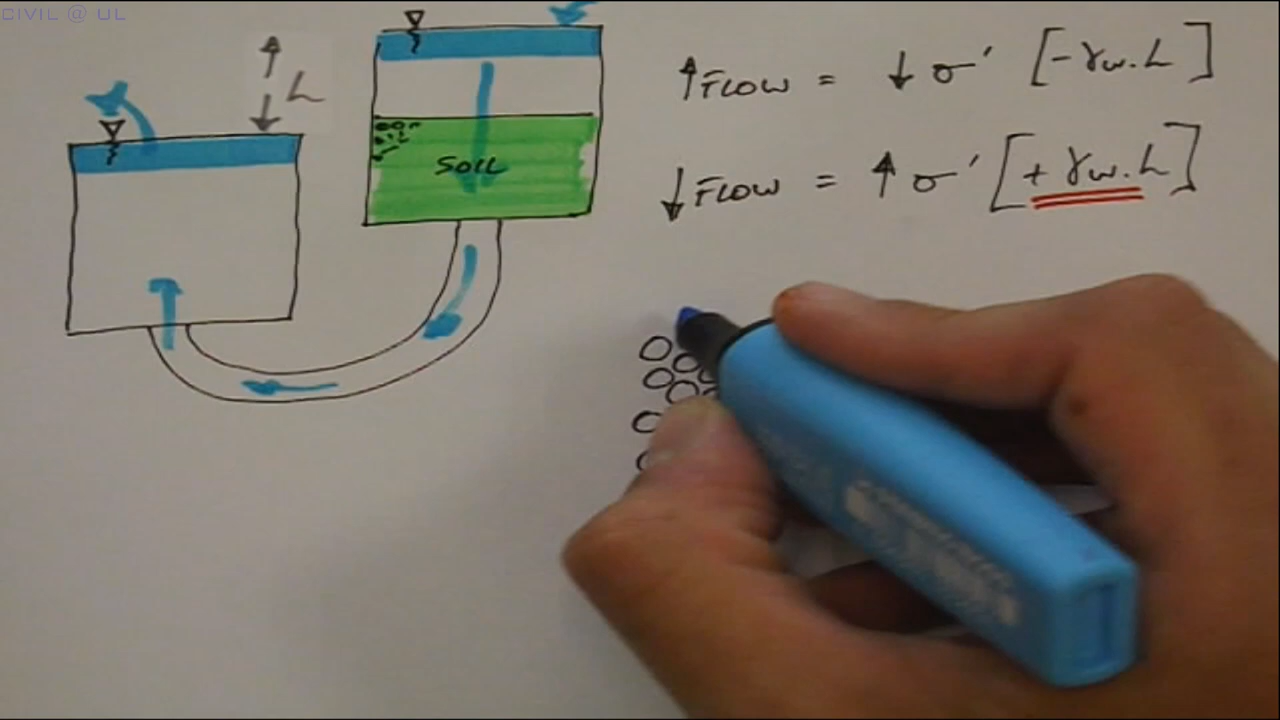 CIVIL @ UL
h
SOIL
↑ FLOW = ↓ σ' [- γw.h]
↓ FLOW = ↑ σ' [+ γw.h]